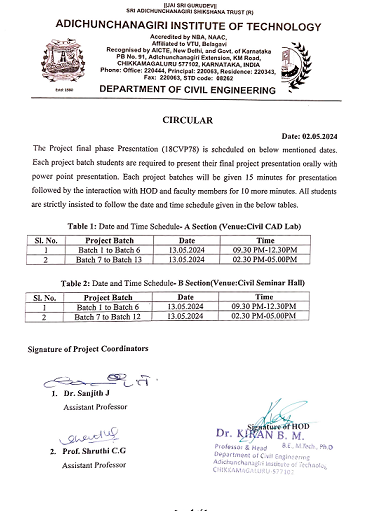 ||JAI SRI GURUDEV||
SRI ADICHUNCHANAGIRI SHIKSHANA TRUST (R)
ADICHUNCHANAGIRI INSTITUTE OF TECHNOLOGY
Accredited by NBA, NAAC,
Affiliated to VTU, Belagavi
Recognised by AICTE, New Delhi, and Govt. of Karnataka
PB No. 91, Adichunchanagiri Extension, KM Road,
CHIKKAMAGALURU 577102, KARNATAKA, INDIA
Phone: Office: 220444, Principal: 220063, Residence: 220343,
Fax: 220063, STD code: 08262
Estd: 1980
DEPARTMENT OF CIVIL ENGINEERING
CIRCULAR
Date: 02.05.2024
The Project final phase Presentation (18CVP78) is scheduled on below mentioned dates.
Each project batch students are required to present their final project presentation orally with
power point presentation. Each project batches will be given 15 minutes for presentation
followed by the interaction with HOD and faculty members for 10 more minutes. All students
are strictly insisted to follow the date and time schedule given in the below tables.
Table 1: Date and Time Schedule- A Section (Venue:Civil CAD Lab)
Sl. No. Project Batch Date Time
1 Batch 1 to Batch 6 13.05.2024 09.30 PM-12.30PM
2 Batch 7 to Batch 13 13.05.2024 02.30 PM-05.00PM
Table 2: Date and Time Schedule- B Section(Venue:Civil Seminar Hall)
Sl. No. Project Batch Date Time
1 Batch 1 to Batch 6 13.05.2024 09.30 PM-12.30PM
2 Batch 7 to Batch 12 13.05.2024 02.30 PM-05.00PM
Signature of Project Coordinators
1. Dr. Sanjith J
Assistant Professor
2. Prof. Shruthi C.G
Assistant Professor
Signature of HOD
Dr. KIRAN B. M.
B.E., M.Tech., Ph.D
Professor & Head
Department of Civil Engineering
Adichunchanagiri Institute of Technology
CHIKKAMAGALURU-577102